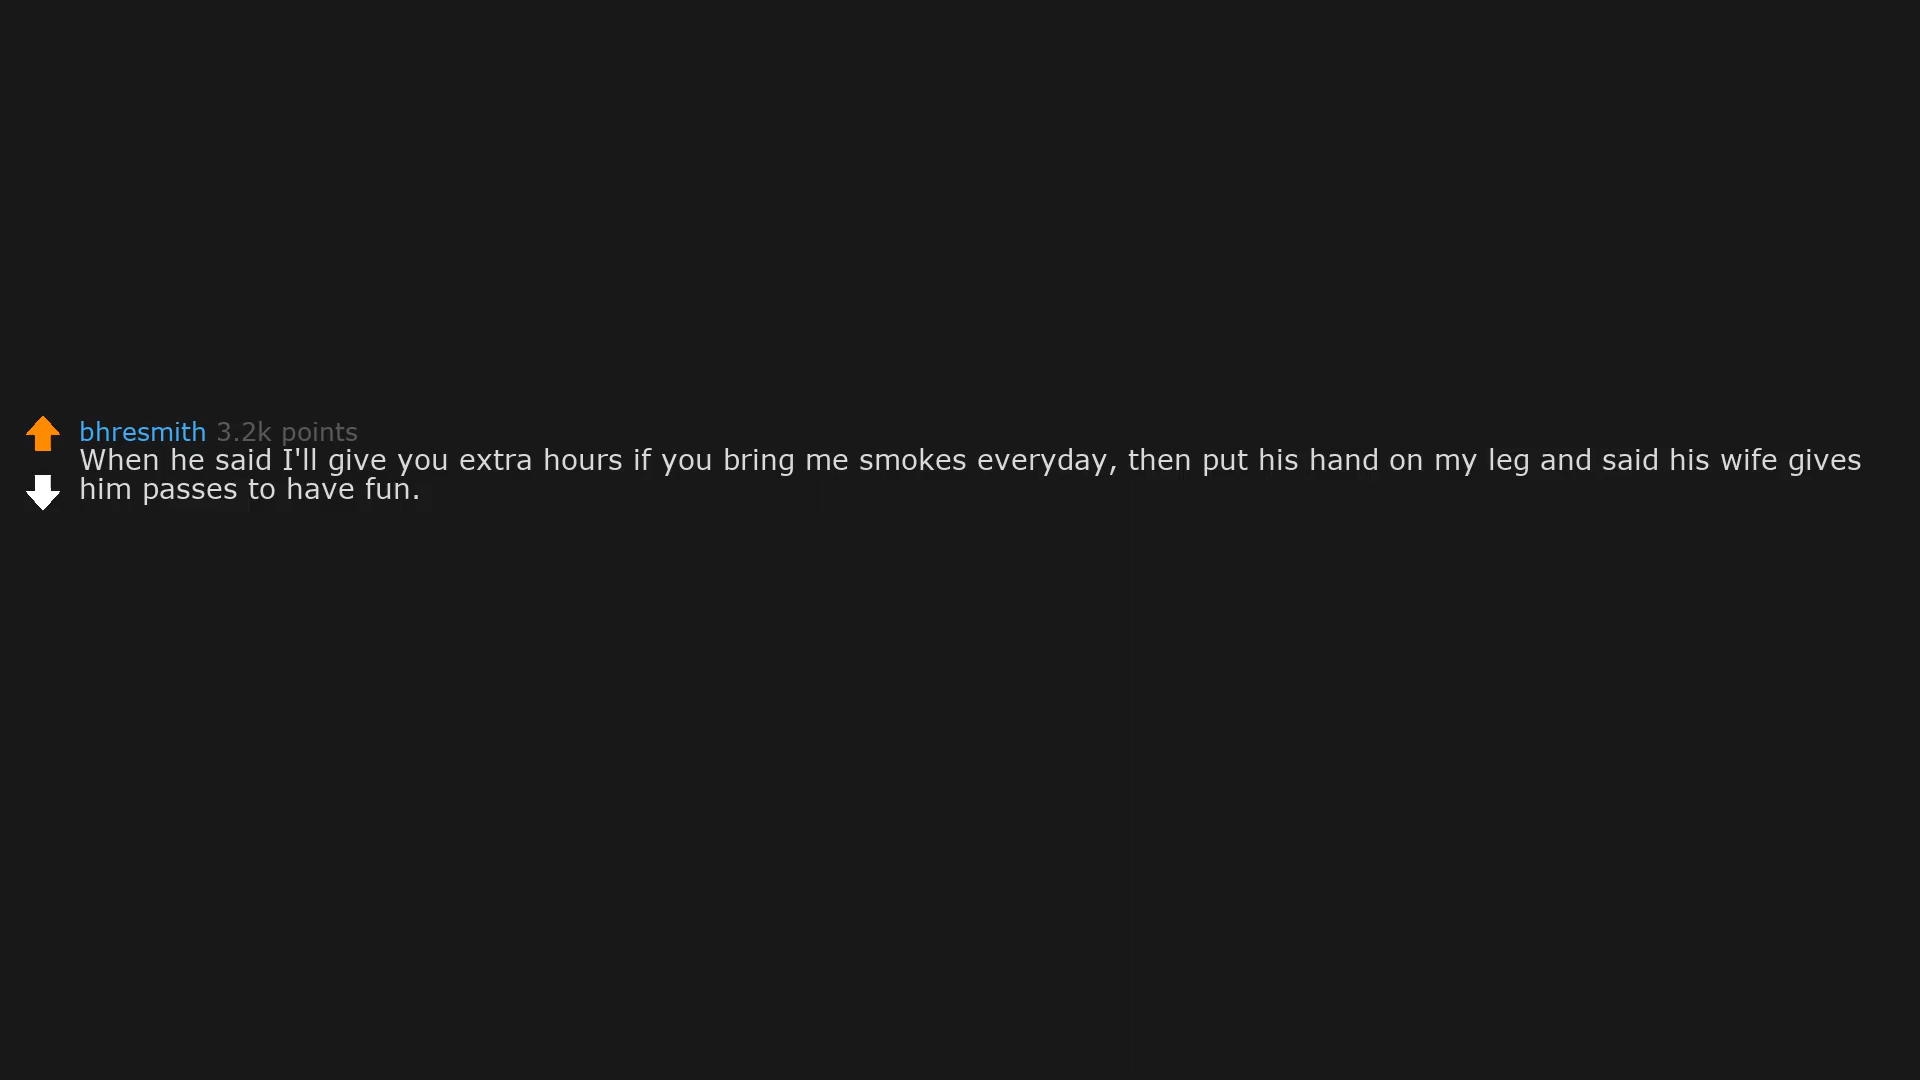 bhresmith 3.2k points
When he said I'll give you extra hours if you bring me smokes everyday, then put his hand on my leg and said his wife gives
him passes to have fun.